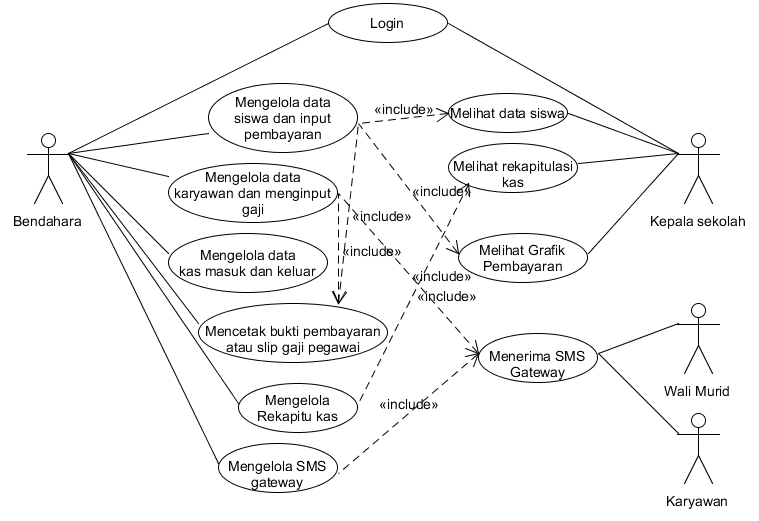 Login
Mengelola data
siswa dan input
pembayaran
«include»
Melihat data siswa
Mengelola data
karyawan dan menginput
gaji
Melihat rekapitulasi
kas
«include»
«include»
Bendahara
Kepala sekolah
Mengelola data
kas masuk dan keluar
«include»
Melihat Grafik
Pembayaran
«include»
«include»
Mencetak bukti pembayaran
atau slip gaji pegawai
Menerima SMS
Gateway
Wali Murid
Mengelola
Rekapitu kas
«include»
Mengelola SMS
gateway
Karyawan